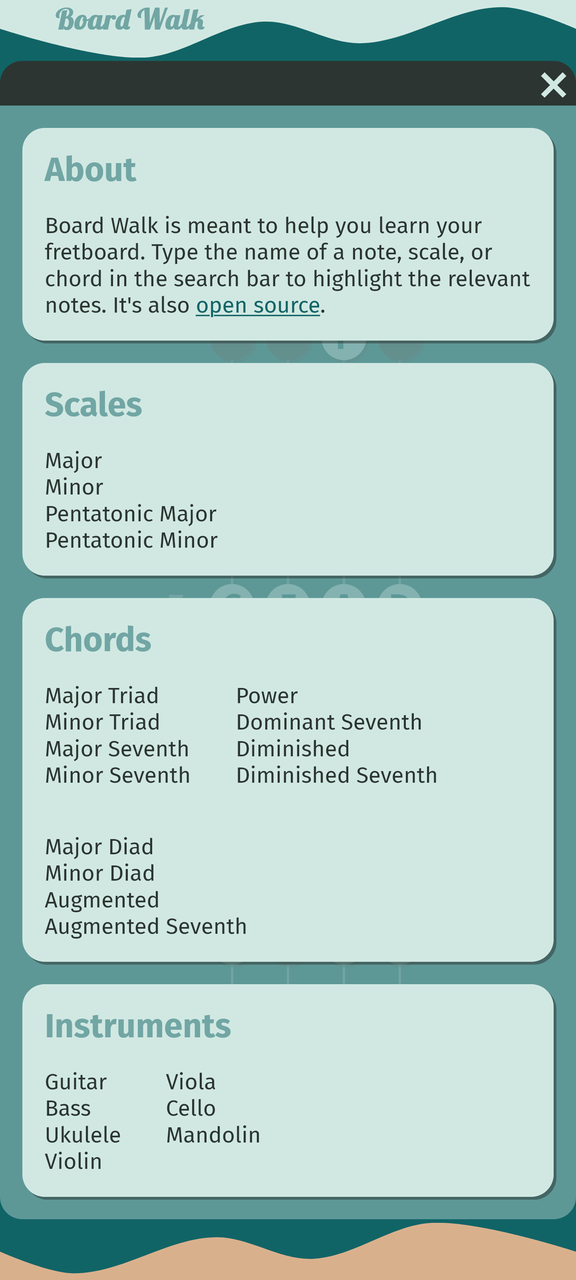 Board Walk
About
Board Walk is meant to help you learn your
fretboard. Type the name of a note, scale, or
chord in the search bar to highlight the relevant
notes. It's also open source.
Scales
Major
Minor
Pentatonic Major
Pentatonic Minor
Chords
Major Triad
Minor Triad
Major Seventh
Minor Seventh
Power
Dominant Seventh
Diminished
Diminished Seventh
Major Diad
Minor Diad
Augmented
Augmented Seventh
Instruments
Guitar
Bass
Ukulele
Violin
Viola
Cello
Mandolin